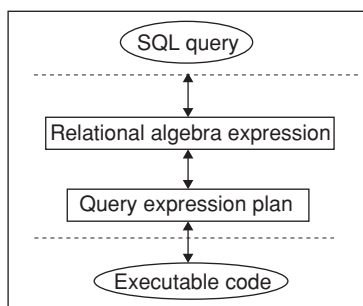 SQL query
Relational algebra expression
Query expression plan
Executable code